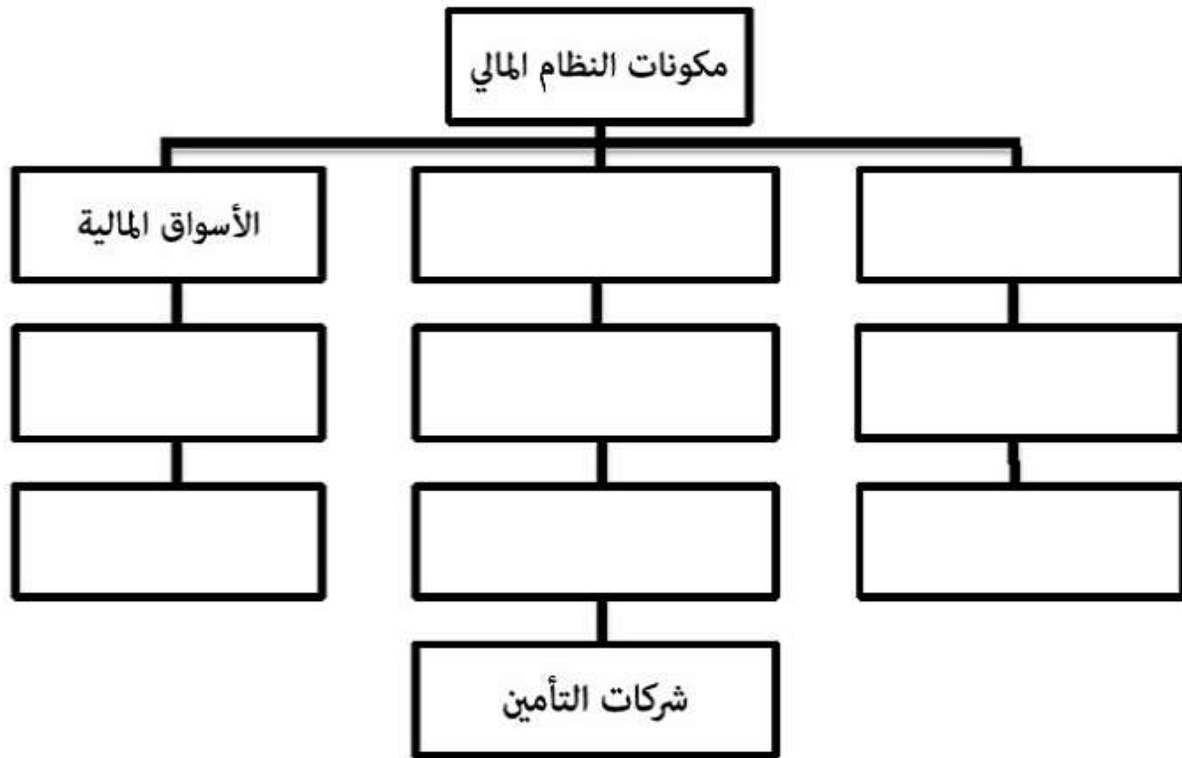 مكونات النظام المالي
الأسواق المالية
شركات التأمين